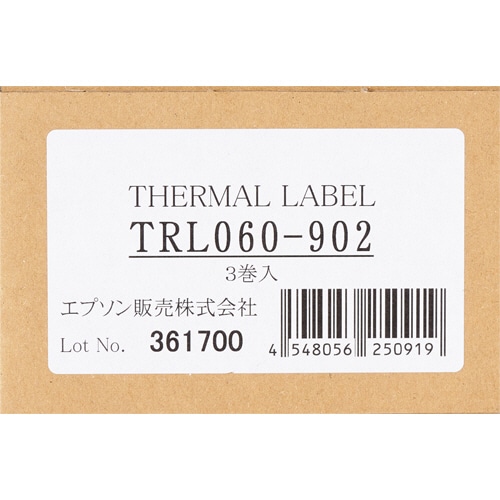 THERMAL LABEL
TRL060-902
3巻入
エプソン販売株式会社
Lot No. 361700
4 548056 250919